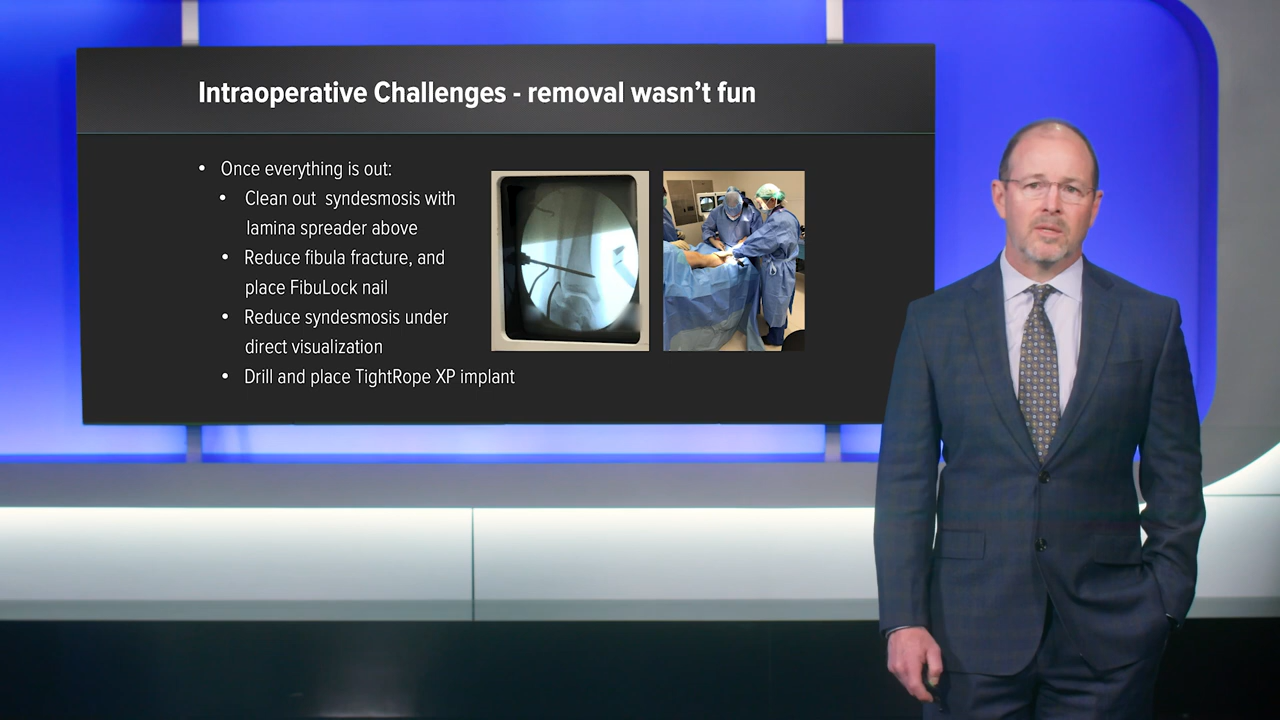 Intraoperative Challenges - removal wasn't fun
• Once everything is out:
• Clean out syndesmosis with
lamina spreader above
• Reduce fibula fracture, and
place FibuLock nail
• Reduce syndesmosis under
direct visualization
• Drill and place TightRope XP implant